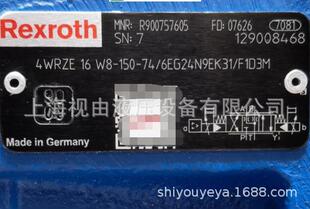 Rexroth
MNR: R900757605 FD: 07626 7081
SN: 7 129008468
4WRZE 16 W8-150-74/6EG24N9EK31/F1D3M
上海视由液压设备有限公司
Made in Germany
shiyouyeya.1688.com